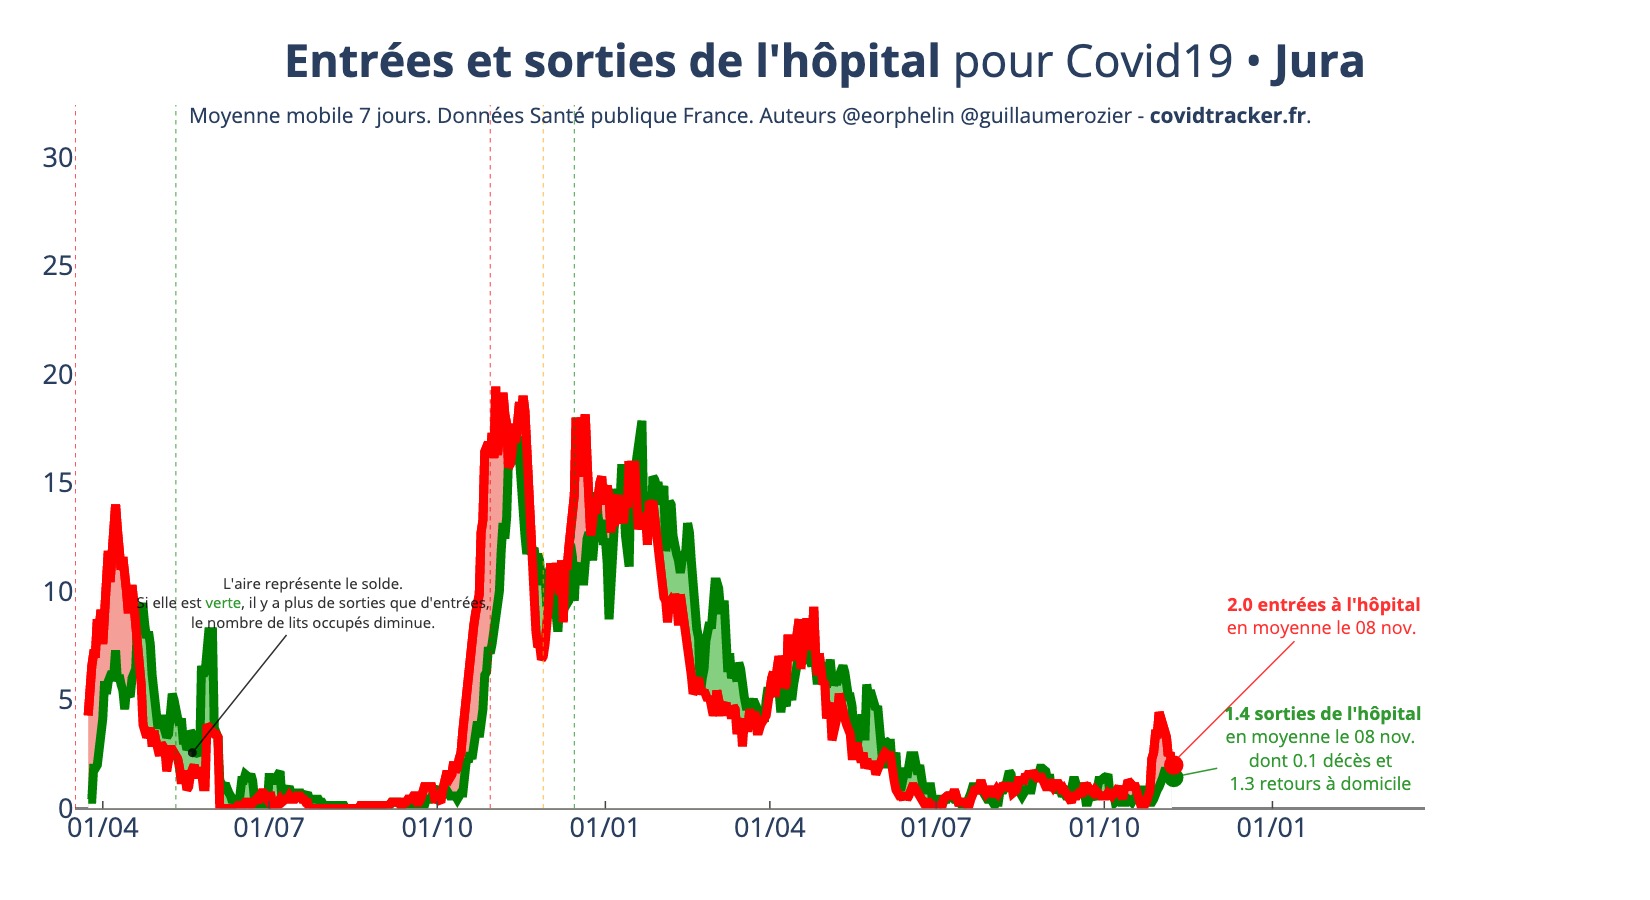 Entrées et sorties de l'hôpital pour Covid19 • Jura
Moyenne mobile 7 jours. Données Santé publique France. Auteurs @eorphelin @guillaumerozier - covidtracker.fr.
30
25
20
15
10
5
0
L'aire représente le solde.
Si elle est verte, il y a plus de sorties que d'entrées,
le nombre de lits occupés diminue.
2.0 entrées à l'hôpital
en moyenne le 08 nov.
1.4 sorties de l'hôpital
en moyenne le 08 nov.
dont 0.1 décès et
1.3 retours à domicile
01/04
01/07
01/10
01/01
01/04
01/07
01/10
01/01